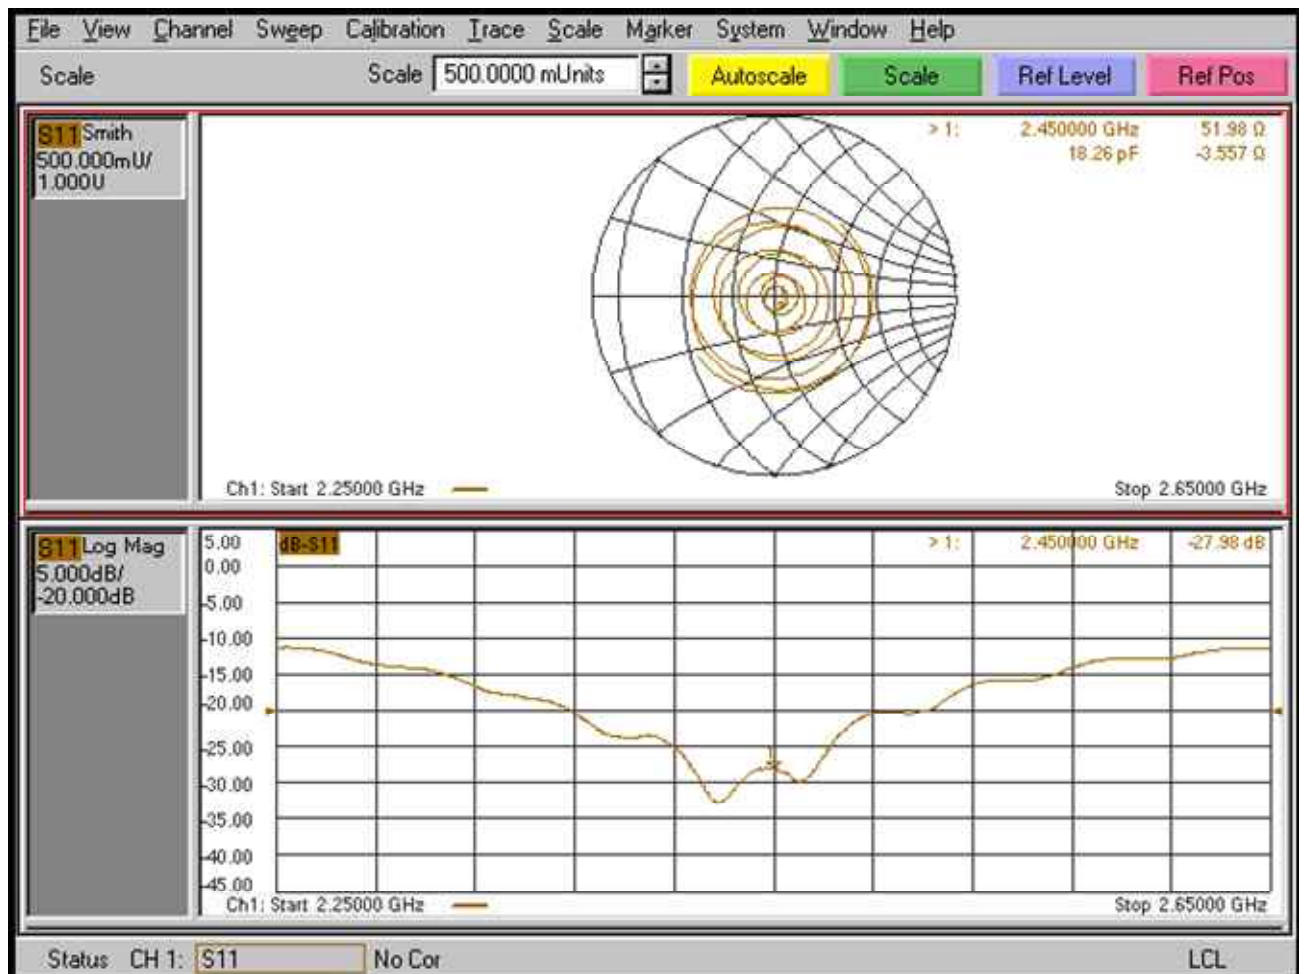 File View Channel Sweep Calibration Trace Scale Marker System Window Help
Scale Scale 500.0000 mUnits Autoscale Scale Ref Level Ref Pos
S11 Smith
500.000mU/
1.000U
> 1: 2.450000 GHz 51.98 Ω
18.26 pF -3.557 Ω
Ch1: Start 2.25000 GHz Stop 2.65000 GHz
S11 Log Mag
5.000dB/
-20.000dB
dB-S11
> 1: 2.450000 GHz -27.98 dB
5.00
0.00
-5.00
-10.00
-15.00
-20.00
-25.00
-30.00
-35.00
-40.00
-45.00
1
Ch1: Start 2.25000 GHz Stop 2.65000 GHz
Status CH 1: S11 No Cor LCL